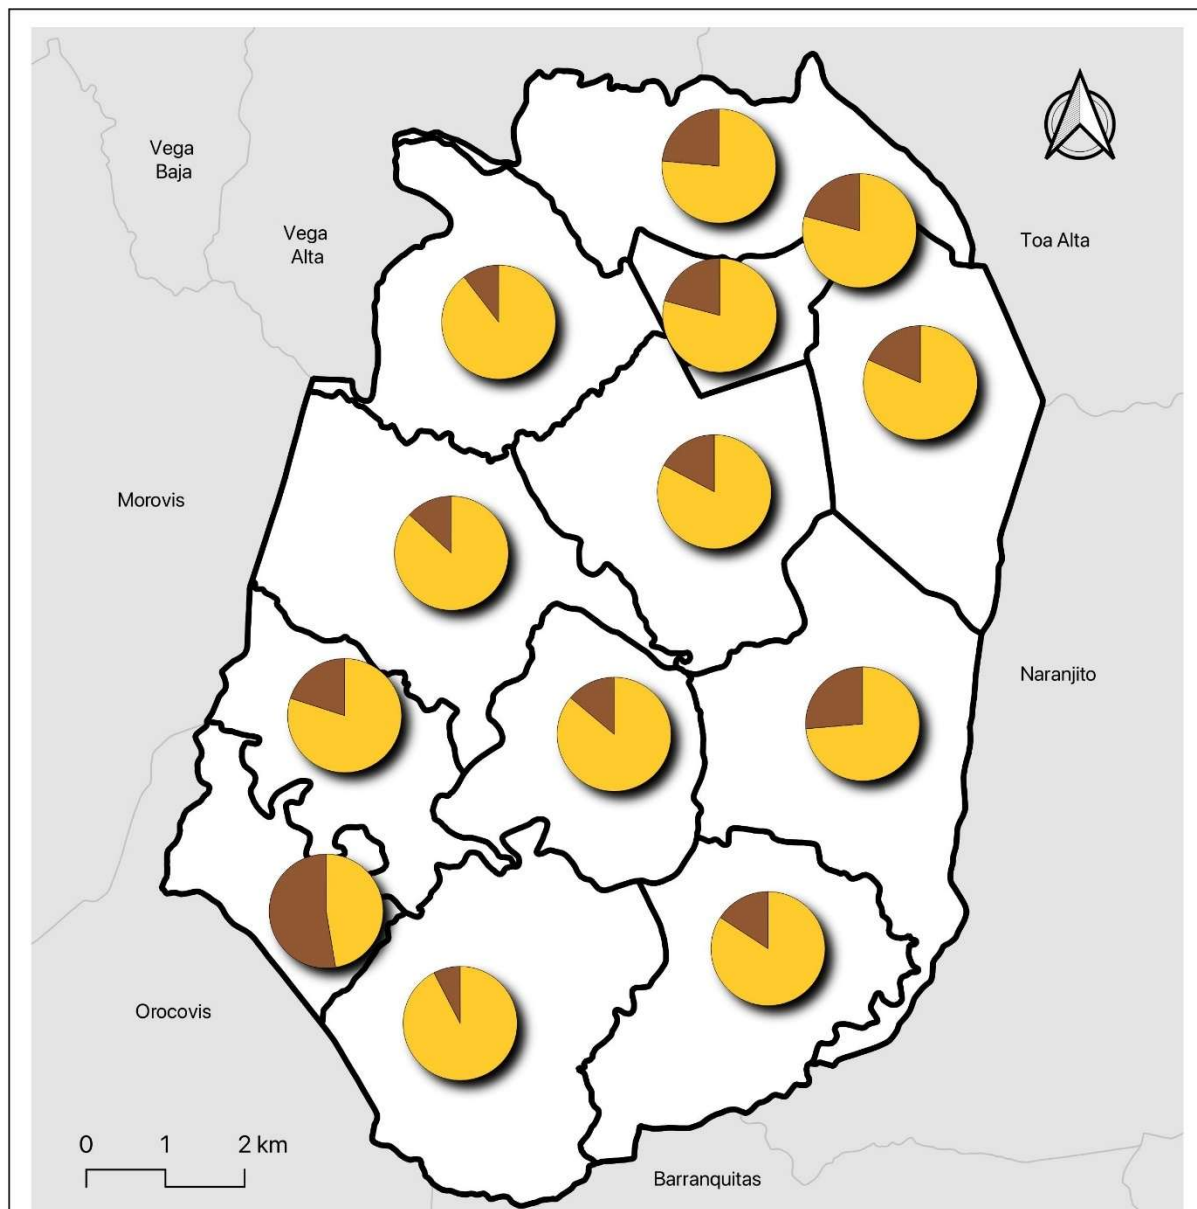 Vega
Baja
Vega
Alta
Toa Alta
Morovis
Naranjito
Orocovis
0 1 2 km
Barranquitas